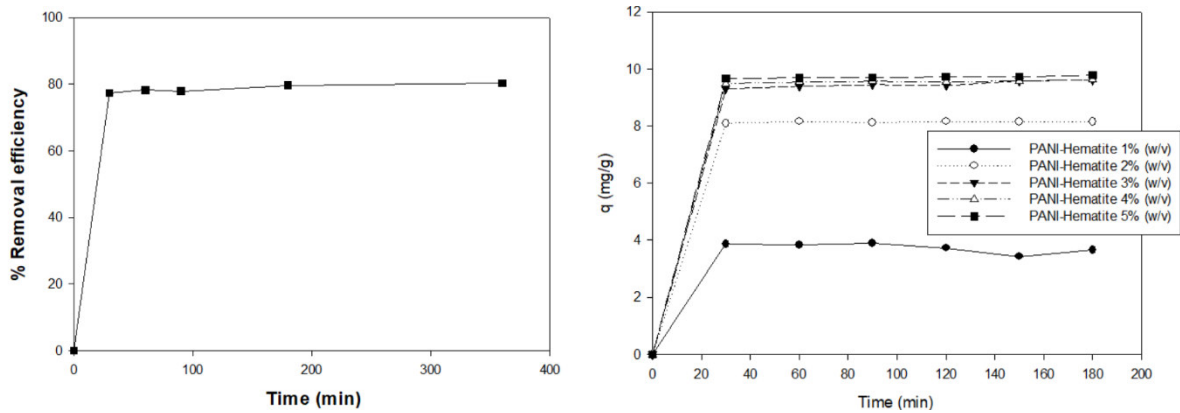 % Removal efficiency
100
80
60
40
20
0
0 100 200 300 400
Time (min)
q (mg/g)
12
10
8
6
4
2
0
PANI-Hematite 1% (w/v)
PANI-Hematite 2% (w/v)
PANI-Hematite 3% (w/v)
PANI-Hematite 4% (w/v)
PANI-Hematite 5% (w/v)
0 20 40 60 80 100 120 140 160 180 200
Time (min)